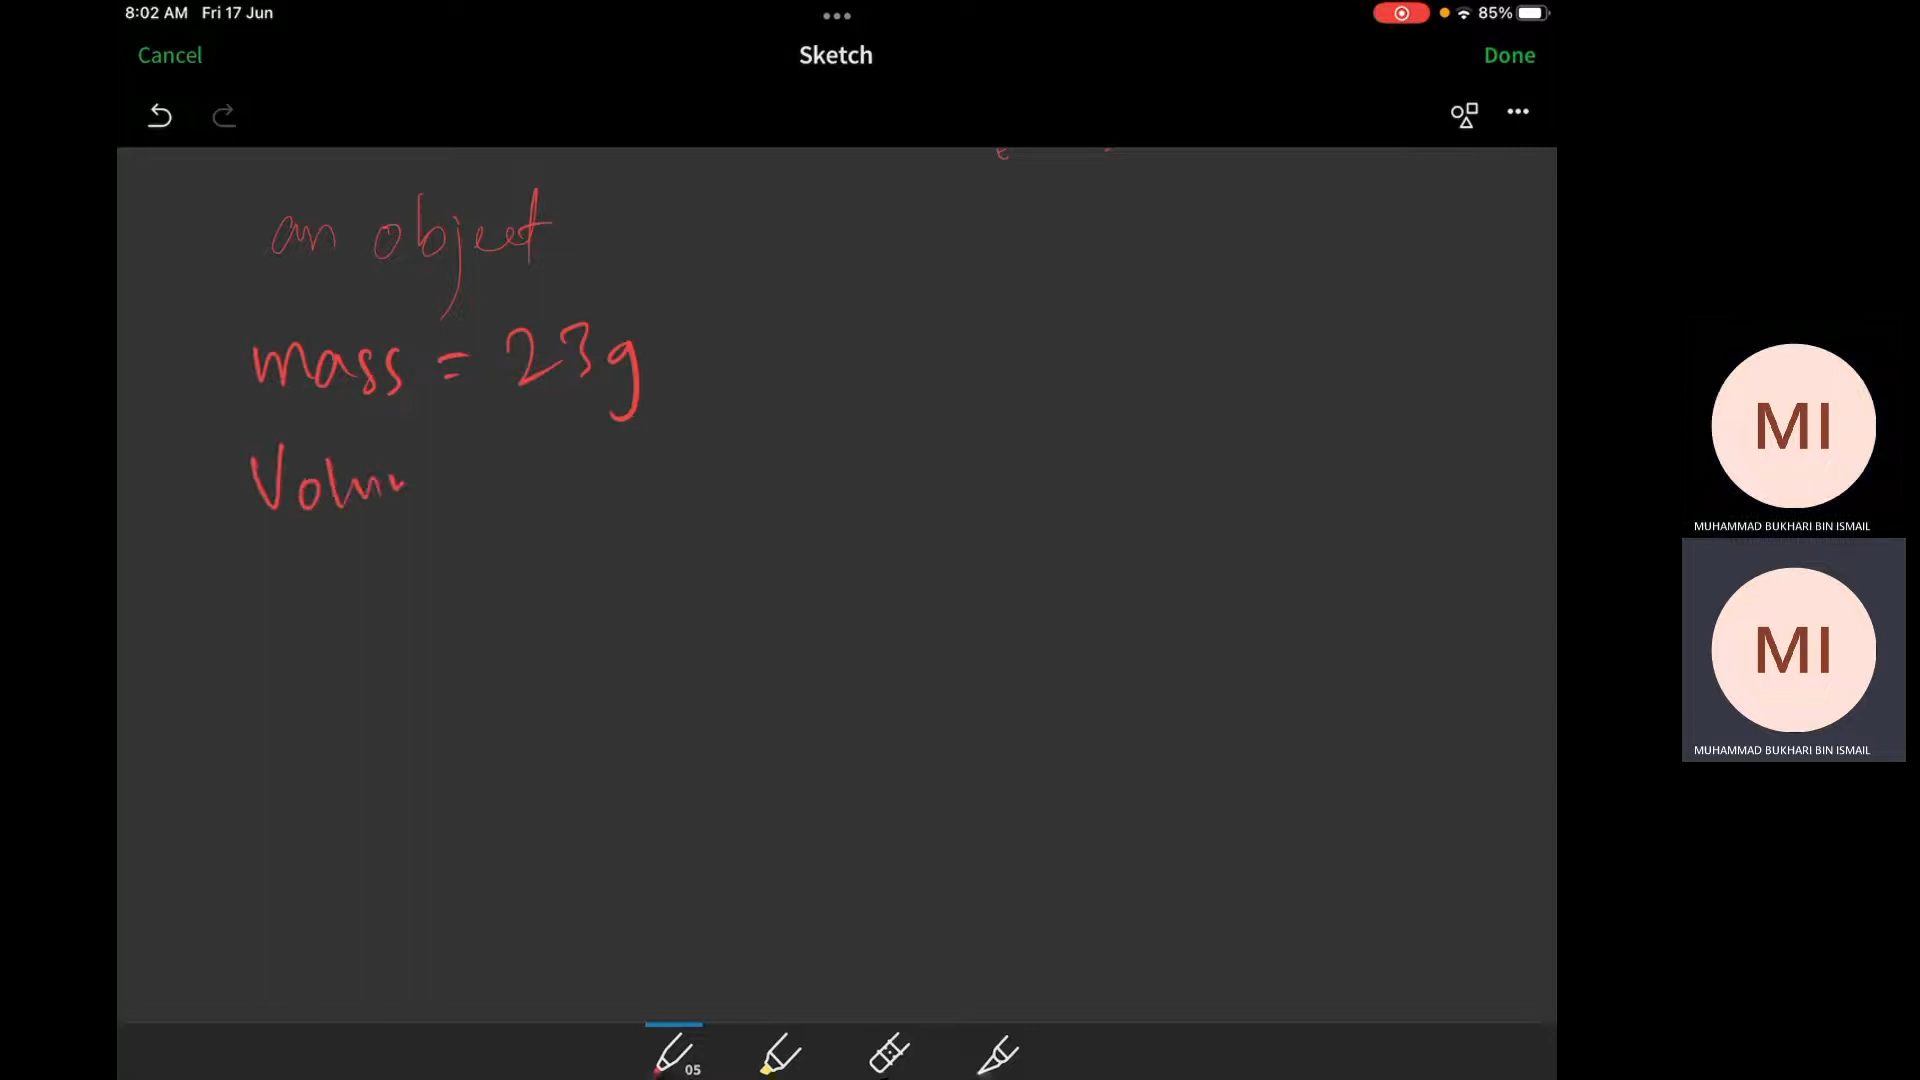 8:02 AM Fri 17 Jun
85%
Cancel
Sketch
Done
an object
mass = 23g
Volum
MI
MUHAMMAD BUKHARI BIN ISMAIL
MI
MUHAMMAD BUKHARI BIN ISMAIL
05